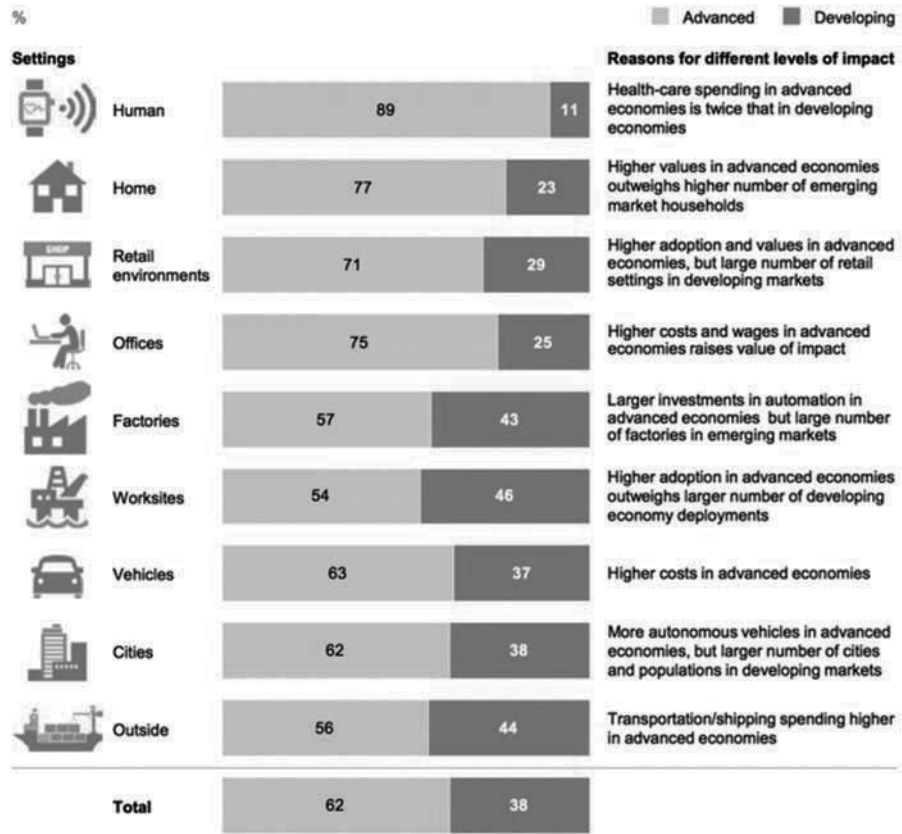 %
Advanced
Developing
Settings
Reasons for different levels of impact
Human
89
11
Health-care spending in advanced
economies is twice that in developing
economies
Home
77
23
Higher values in advanced economies
outweighs higher number of emerging
market households
SHOP
Retail
environments
71
29
Higher adoption and values in advanced
economies, but large number of retail
settings in developing markets
Offices
75
25
Higher costs and wages in advanced
economies raises value of impact
Factories
57
43
Larger investments in automation in
advanced economies but large number
of factories in emerging markets
Worksites
54
46
Higher adoption in advanced economies
outweighs larger number of developing
economy deployments
Vehicles
63
37
Higher costs in advanced economies
Cities
62
38
More autonomous vehicles in advanced
economies, but larger number of cities
and populations in developing markets
Outside
56
44
Transportation/shipping spending higher
in advanced economies
Total
62
38